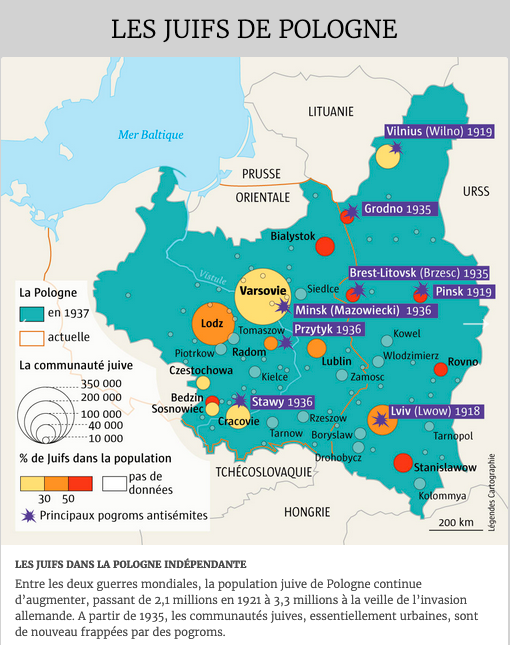 LES JUIFS DE POLOGNE
LITUANIE
Mer Baltique
Vilnius (Wilno) 1919
PRUSSE
ORIENTALE
URSS
Grodno 1935
Bialystok
Vistule
Brest-Litovsk (Brzesc) 1935
Varsovie
Siedlce
Pinsk 1919
Minsk (Mazowiecki) 1936
Lodz
Tomaszow
Przytyk 1936
Piotrkow
Radom
Lublin
Kowel
Wlodzimierz
Rovno
Czestochowa
Kielce
Zamosc
Bedzin
Sosnowiec
Stawy 1936
Cracovie
Lviv (Lwow) 1918
Rzeszow
Tarnow
Boryslaw
Tarnopol
Drohobycz
Stanislawow
TCHÉCOSLOVAQUIE
Kolommya
HONGRIE
La Pologne
en 1937
actuelle
La communauté juive
350 000
200 000
100 000
40 000
10 000
% de Juifs dans la population
pas de
données
30 50
Principaux pogroms antisémites
200 km
Légendes Cartographie
LES JUIFS DANS LA POLOGNE INDÉPENDANTE
Entre les deux guerres mondiales, la population juive de Pologne continue
d'augmenter, passant de 2,1 millions en 1921 à 3,3 millions à la veille de l'invasion
allemande. A partir de 1935, les communautés juives, essentiellement urbaines, sont
de nouveau frappées par des pogroms.